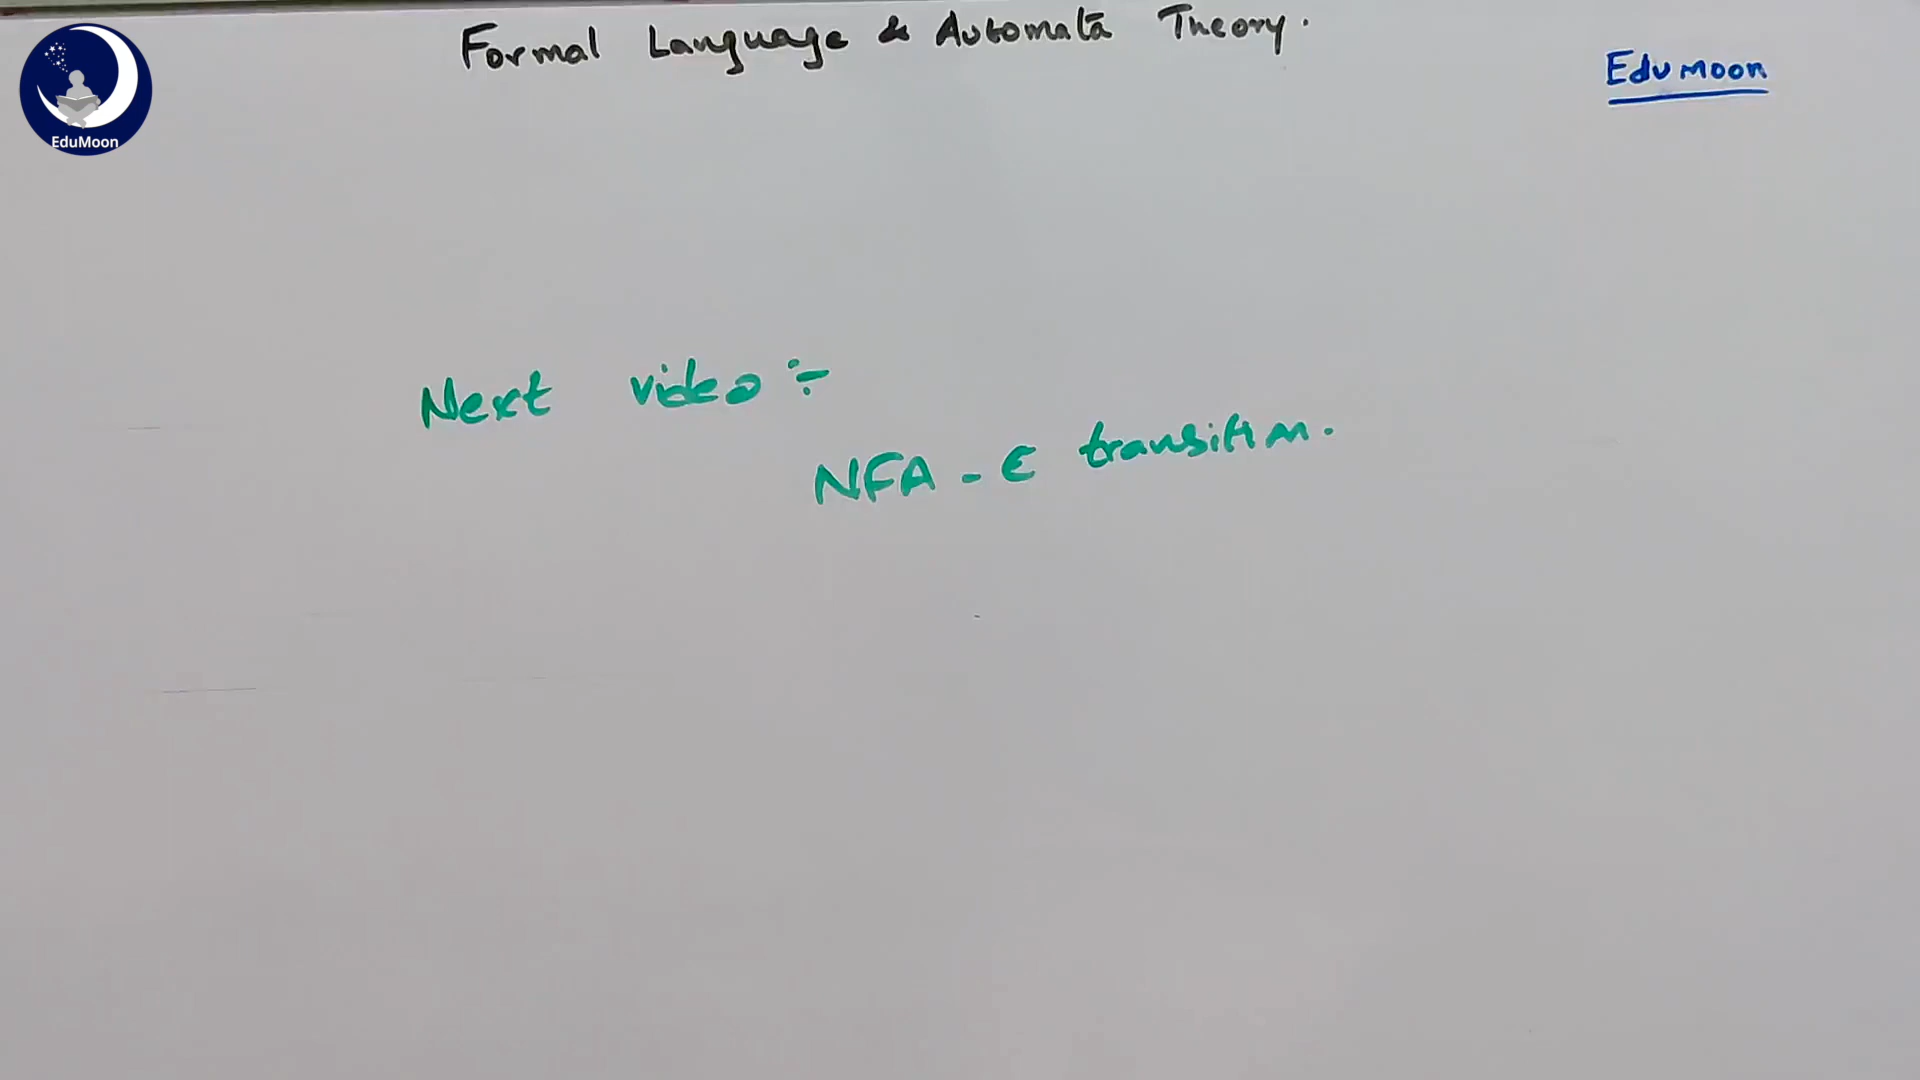 Formal Language & Automata Theory.
Edu moon
EduMoon
Next video :-
NFA - ε transition.